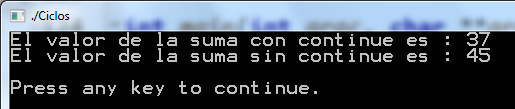 ./Ciclos
El valor de la suma con continue es : 37
El valor de la suma sin continue es : 45
Press any key to continue.